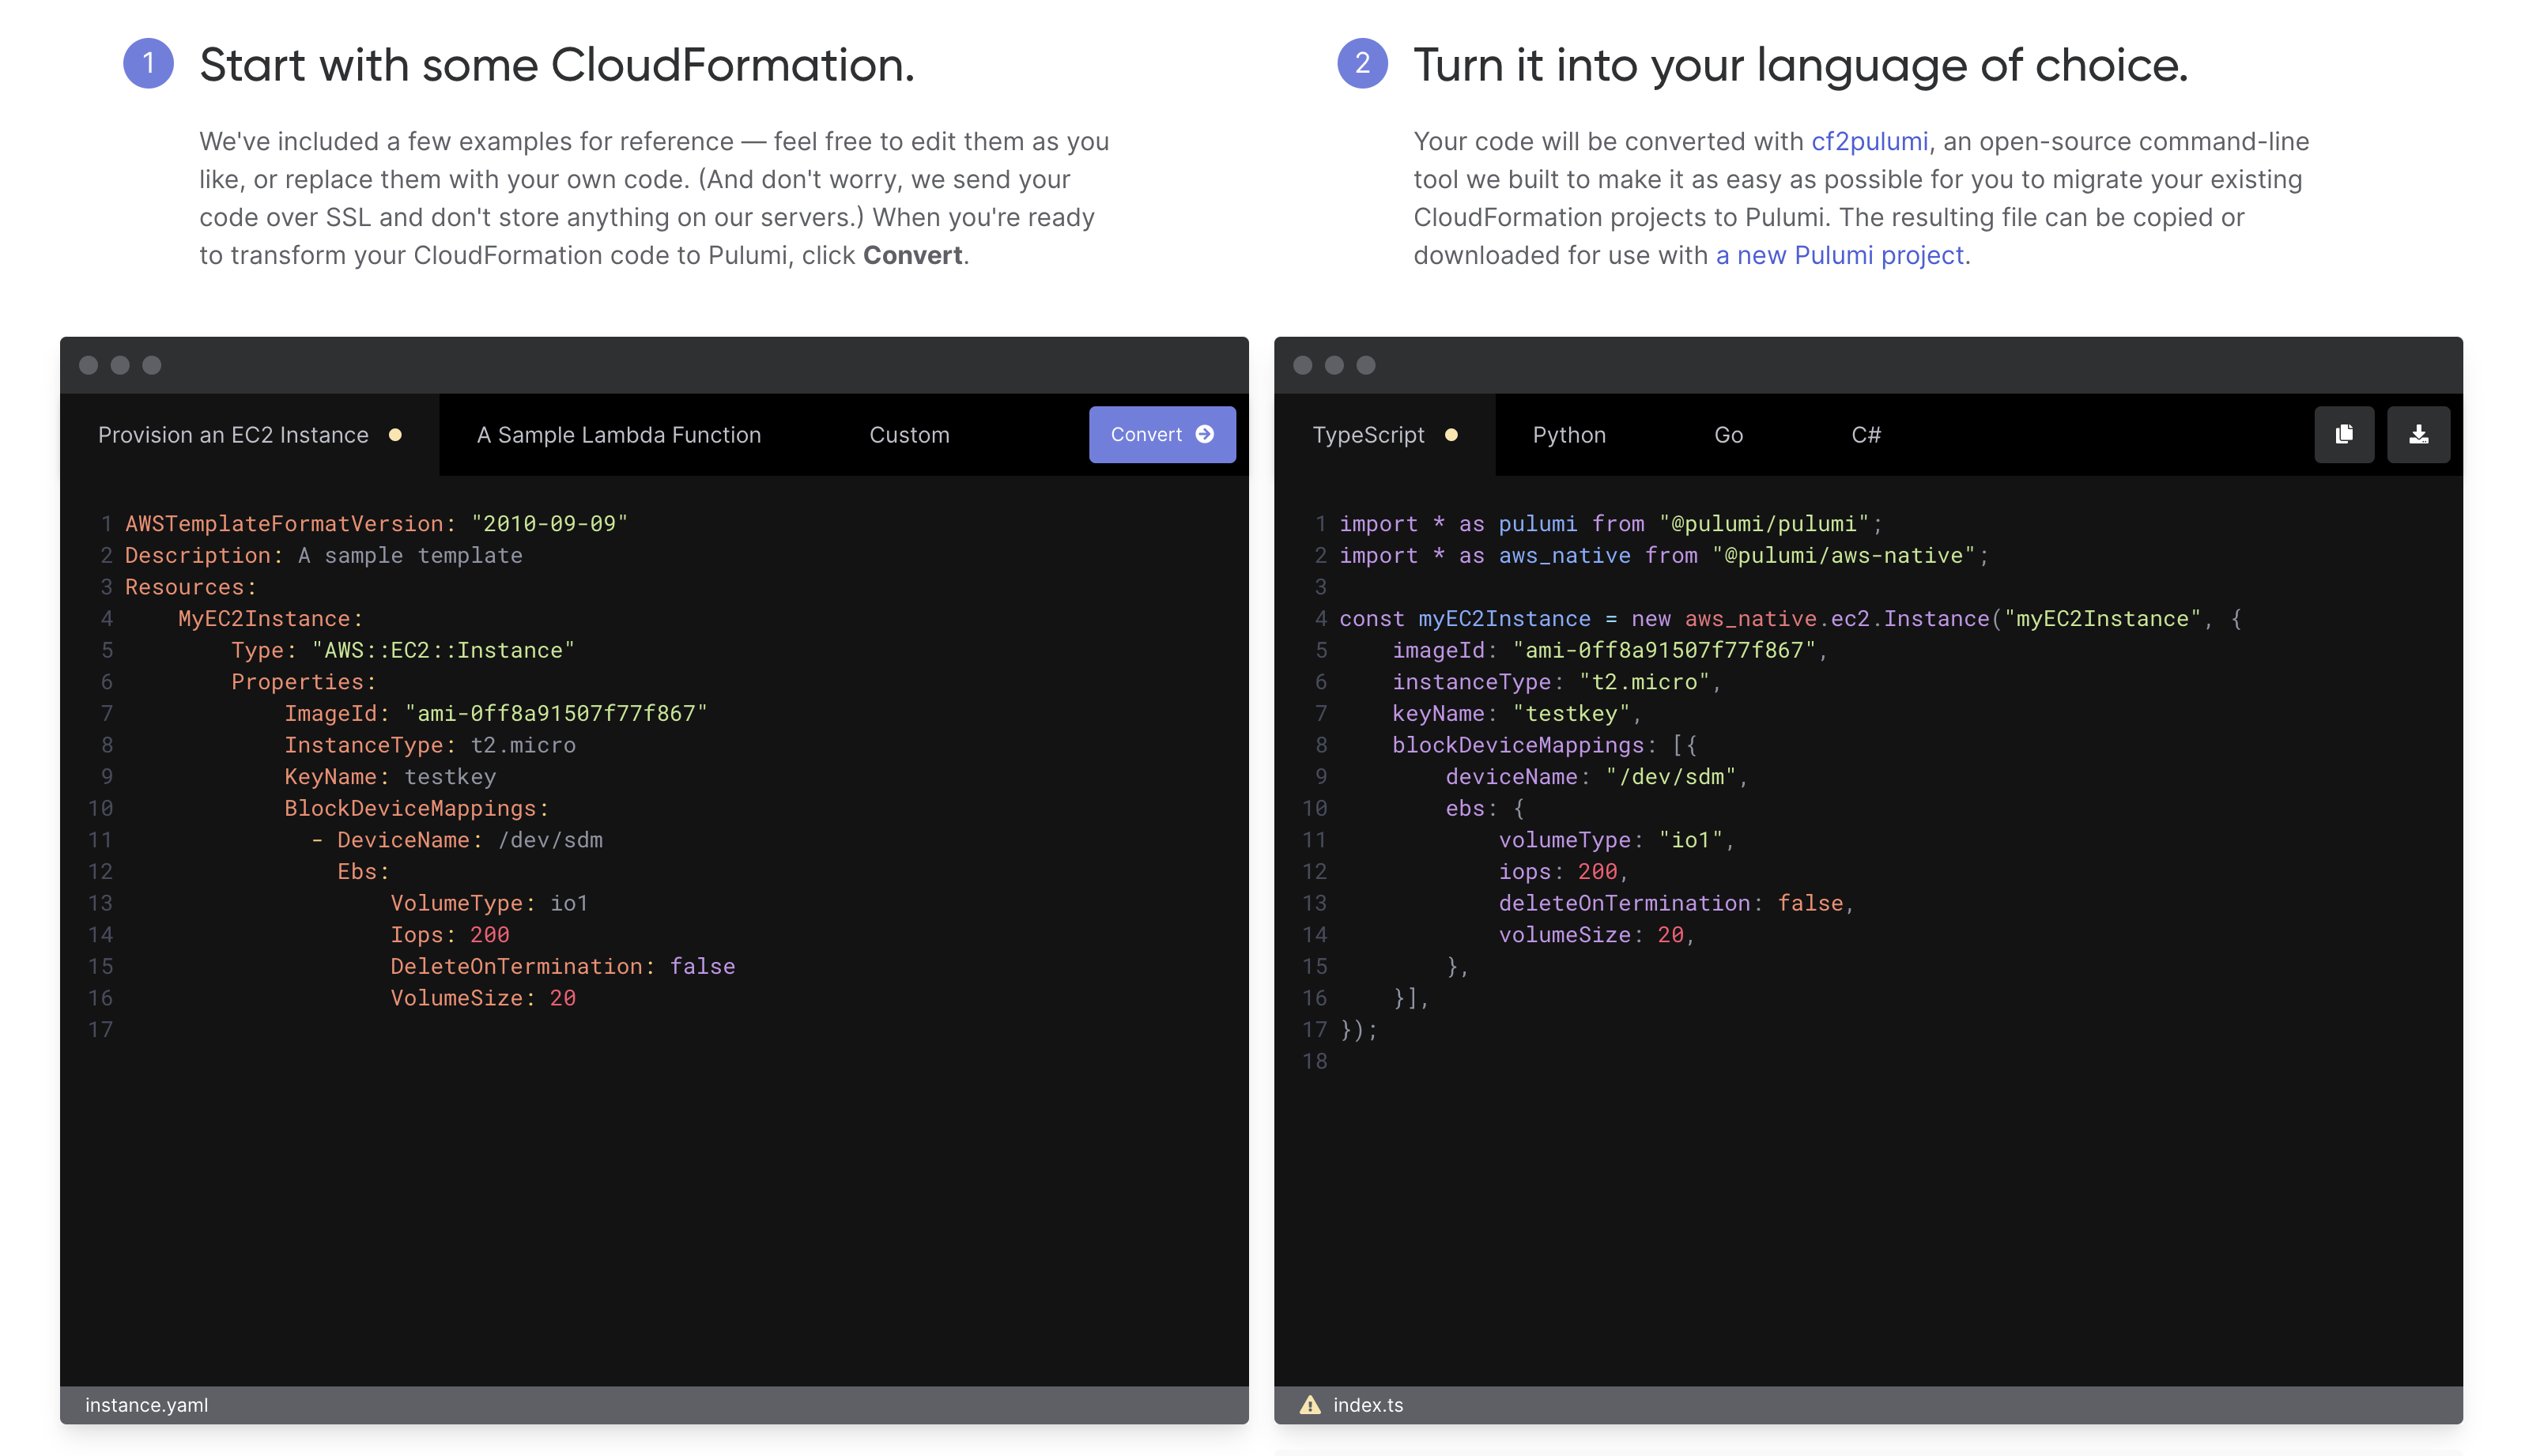 1 Start with some CloudFormation.
We've included a few examples for reference — feel free to edit them as you
like, or replace them with your own code. (And don't worry, we send your
code over SSL and don't store anything on our servers.) When you're ready
to transform your CloudFormation code to Pulumi, click Convert.
2 Turn it into your language of choice.
Your code will be converted with cf2pulumi, an open-source command-line
tool we built to make it as easy as possible for you to migrate your existing
CloudFormation projects to Pulumi. The resulting file can be copied or
downloaded for use with a new Pulumi project.
Provision an EC2 Instance A Sample Lambda Function Custom Convert
1 AWSTemplateFormatVersion: "2010-09-09"
2 Description: A sample template
3 Resources:
4     MyEC2Instance:
5         Type: "AWS::EC2::Instance"
6         Properties:
7             ImageId: "ami-0ff8a91507f77f867"
8             InstanceType: t2.micro
9             KeyName: testkey
10             BlockDeviceMappings:
11               - DeviceName: /dev/sdm
12                 Ebs:
13                     VolumeType: io1
14                     Iops: 200
15                     DeleteOnTermination: false
16                     VolumeSize: 20
17
instance.yaml
TypeScript Python Go C#
1 import * as pulumi from "@pulumi/pulumi";
2 import * as aws_native from "@pulumi/aws-native";
3
4 const myEC2Instance = new aws_native.ec2.Instance("myEC2Instance", {
5     imageId: "ami-0ff8a91507f77f867",
6     instanceType: "t2.micro",
7     keyName: "testkey",
8     blockDeviceMappings: [{
9         deviceName: "/dev/sdm",
10         ebs: {
11             volumeType: "io1",
12             iops: 200,
13             deleteOnTermination: false,
14             volumeSize: 20,
15         },
16     }],
17 });
18
index.ts